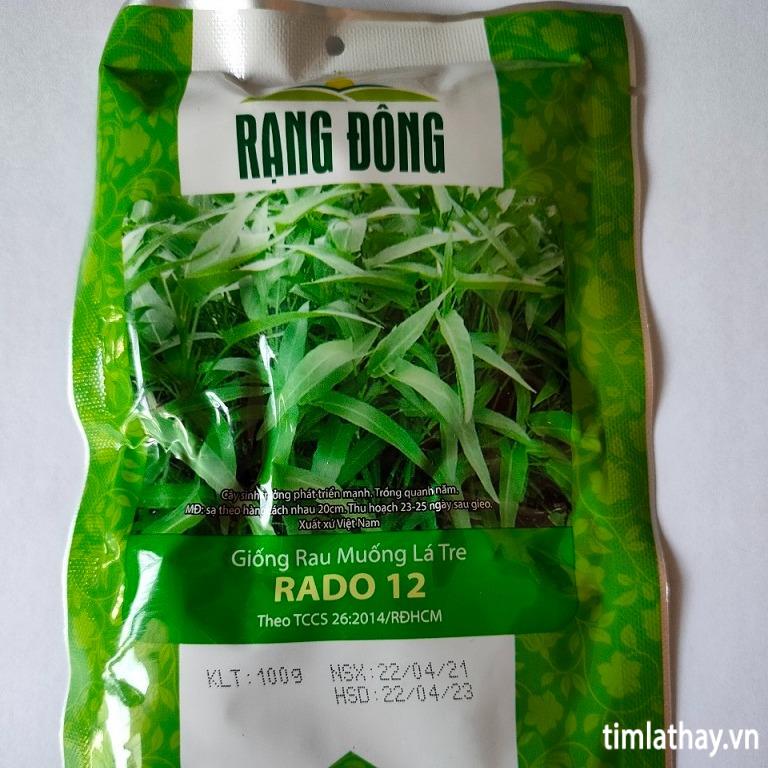 RẠNG ĐÔNG
Cây sinh trưởng phát triển mạnh. Trồng quanh năm.
MĐ: sạ theo hàng cách nhau 20cm. Thu hoạch 23-25 ngày sau gieo.
Xuất xứ Việt Nam
Giống Rau Muống Lá Tre
RADO 12
Theo TCCS 26:2014/RĐHCM
KLT: 100g NSX: 22/04/21
HSD: 22/04/23
timlathay.vn